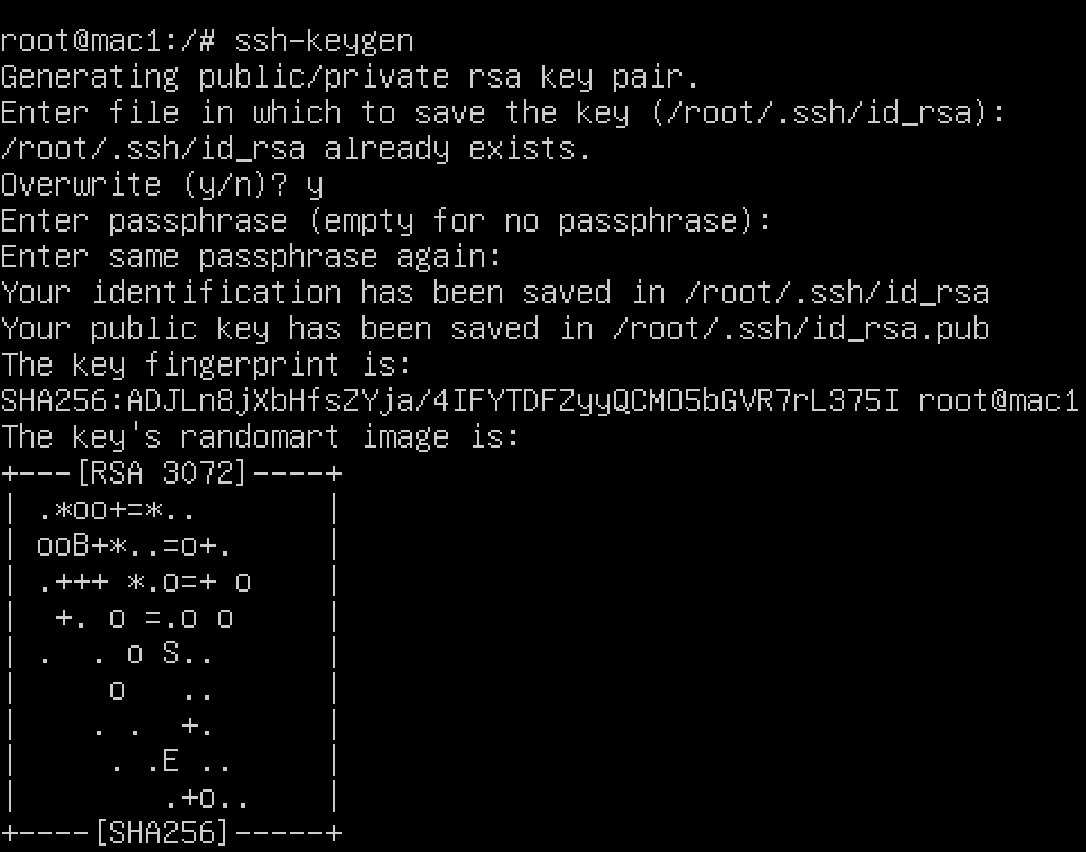 root@mac1:/# ssh-keygen
Generating public/private rsa key pair.
Enter file in which to save the key (/root/.ssh/id_rsa):
/root/.ssh/id_rsa already exists.
Overwrite (y/n)? y
Enter passphrase (empty for no passphrase):
Enter same passphrase again:
Your identification has been saved in /root/.ssh/id_rsa
Your public key has been saved in /root/.ssh/id_rsa.pub
The key fingerprint is:
SHA256:ADJLn8jXbHfsZYja/4IFYTDFZyyQCMO5bGVR7rL375I root@mac1
The key's randomart image is:
+---[RSA 3072]----+
| .*oo+=*..       |
| ooB+*..=o+.     |
| .+++ *.o=+ o    |
|  +. o =.o o     |
| .  . o S..      |
|     o   ..      |
|    . .  +.      |
|     . .E ..     |
|        .+o..    |
+----[SHA256]-----+